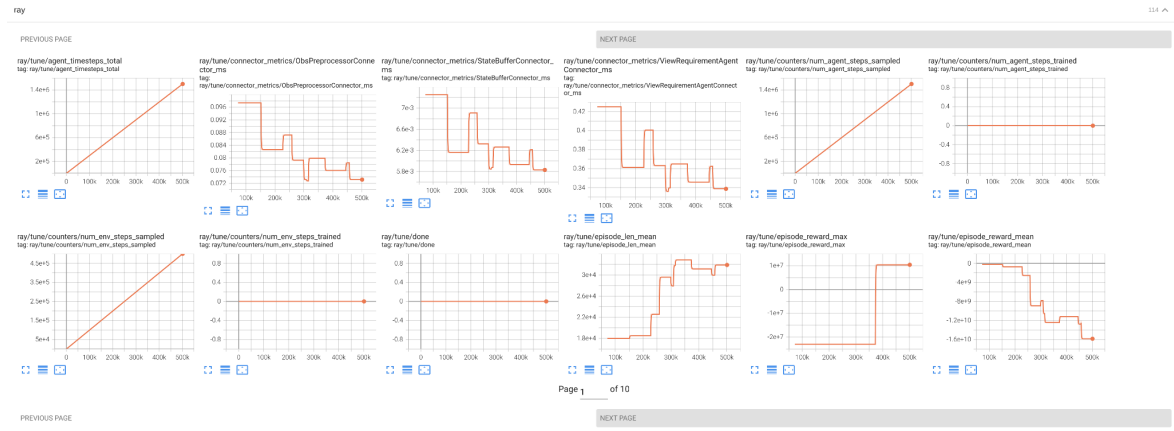 ray
114
PREVIOUS PAGE
NEXT PAGE
ray/tune/agent_timesteps_total
tag: ray/tune/agent_timesteps_total
1.4e+6
1e+6
6e+5
2e+5
0 100k 200k 300k 400k 500k
ray/tune/connector_metrics/ObsPreprocessorConne
ctor_ms
tag:
ray/tune/connector_metrics/ObsPreprocessorConnector_ms
0.096
0.092
0.088
0.084
0.08
0.076
0.072
100k 200k 300k 400k 500k
ray/tune/connector_metrics/StateBufferConnector_
ms
tag: ray/tune/connector_metrics/StateBufferConnector_ms
7e-3
6.6e-3
6.2e-3
5.8e-3
100k 200k 300k 400k 500k
ray/tune/connector_metrics/ViewRequirementAgent
Connector_ms
tag:
ray/tune/connector_metrics/ViewRequirementAgentConnect
or_ms
0.42
0.4
0.38
0.36
0.34
100k 200k 300k 400k 500k
ray/tune/counters/num_agent_steps_sampled
tag: ray/tune/counters/num_agent_steps_sampled
1.4e+6
1e+6
6e+5
2e+5
0 100k 200k 300k 400k 500k
ray/tune/counters/num_agent_steps_trained
tag: ray/tune/counters/num_agent_steps_trained
0.8
0.4
0
-0.4
-0.8
0 100k 200k 300k 400k 500k
ray/tune/counters/num_env_steps_sampled
tag: ray/tune/counters/num_env_steps_sampled
4.5e+5
3.5e+5
2.5e+5
1.5e+5
5e+4
0 100k 200k 300k 400k 500k
ray/tune/counters/num_env_steps_trained
tag: ray/tune/counters/num_env_steps_trained
0.8
0.4
0
-0.4
-0.8
0 100k 200k 300k 400k 500k
ray/tune/done
tag: ray/tune/done
0.8
0.4
0
-0.4
-0.8
0 100k 200k 300k 400k 500k
ray/tune/episode_len_mean
tag: ray/tune/episode_len_mean
3e+4
2.6e+4
2.2e+4
1.8e+4
100k 200k 300k 400k 500k
ray/tune/episode_reward_max
tag: ray/tune/episode_reward_max
1e+7
0
-1e+7
-2e+7
100k 200k 300k 400k 500k
ray/tune/episode_reward_mean
tag: ray/tune/episode_reward_mean
0
-4e+9
-8e+9
-1.2e+10
-1.6e+10
100k 200k 300k 400k 500k
Page 1 of 10
PREVIOUS PAGE
NEXT PAGE